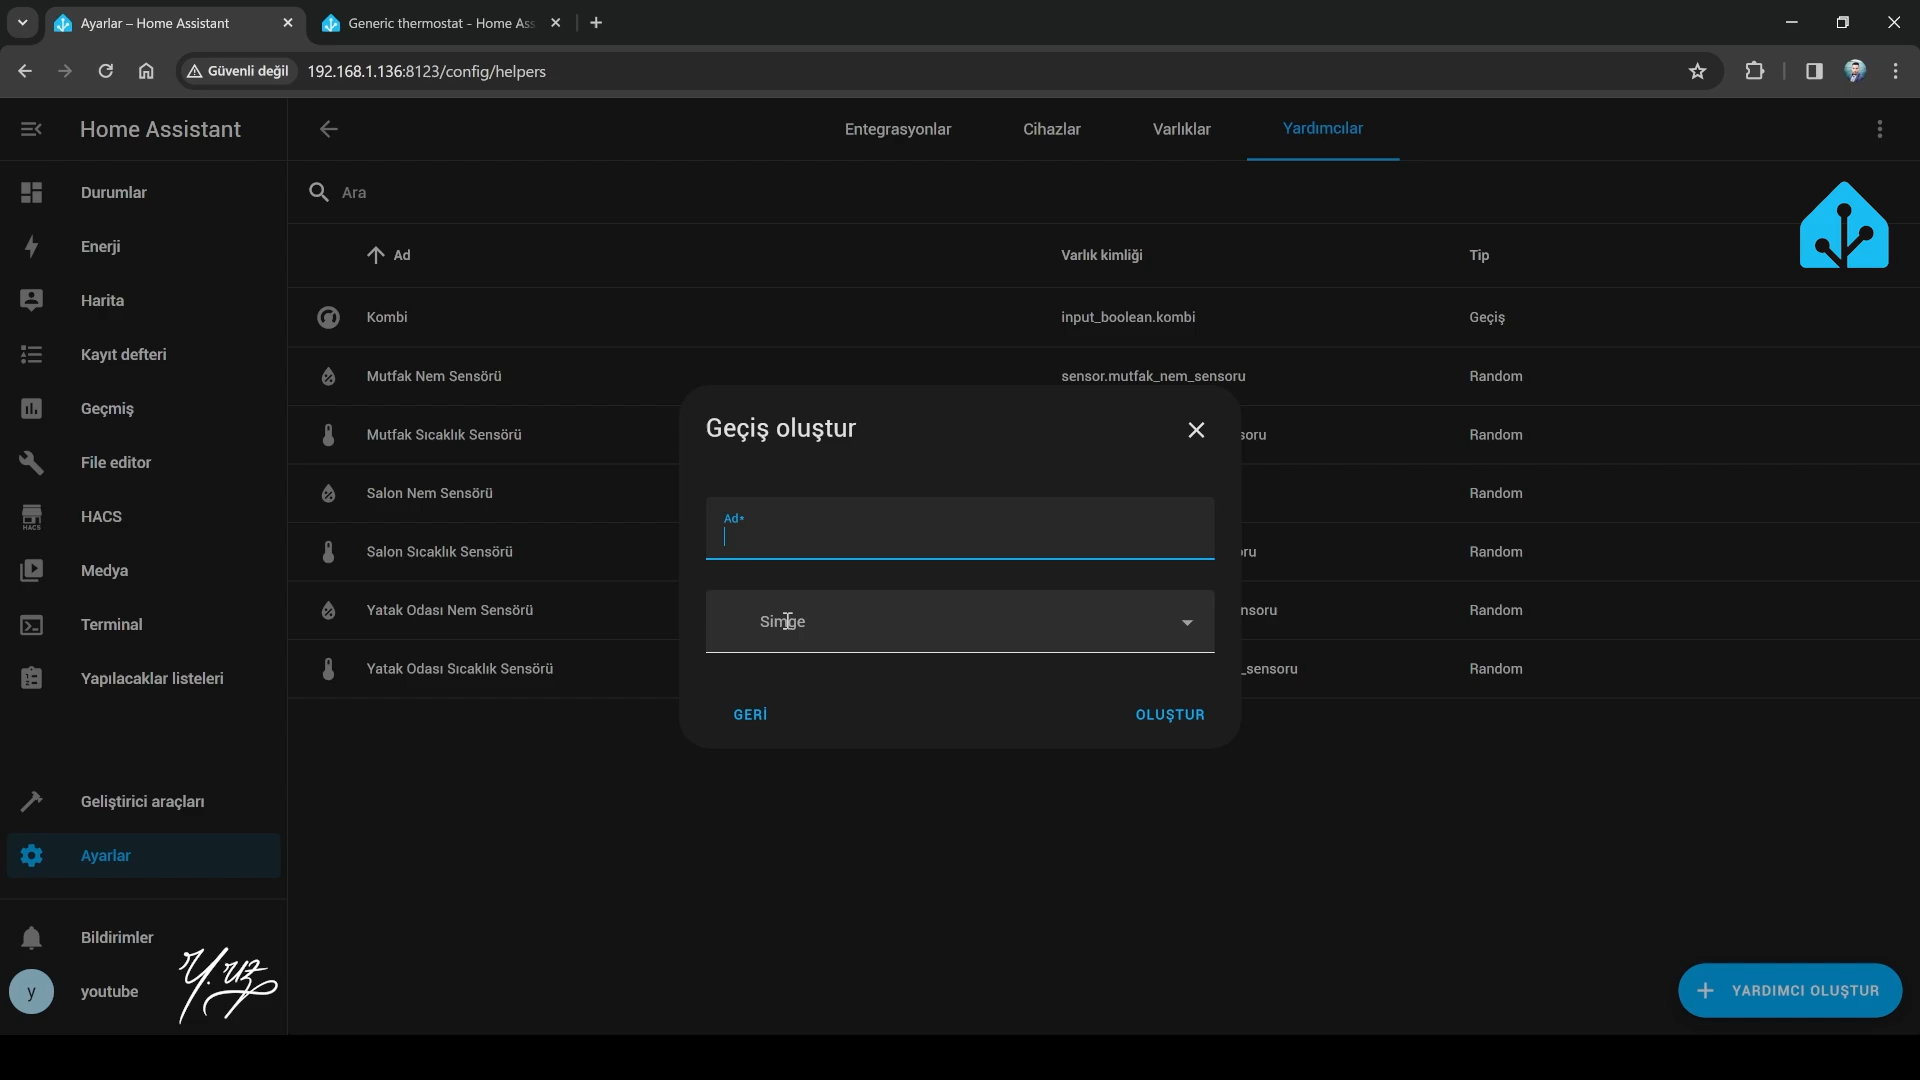 Ayarlar – Home Assistant
Generic thermostat - Home Ass
Güvenli değil
192.168.1.136:8123/config/helpers
Home Assistant
Entegrasyonlar
Cihazlar
Varlıklar
Yardımcılar
Durumlar
Enerji
Harita
Kayıt defteri
Geçmiş
File editor
HACS
HACS
Medya
Terminal
Yapılacaklar listeleri
Geliştirici araçları
Ayarlar
Bildirimler
y
youtube
Y.uz
Ara
Ad
Varlık kimliği
Tip
Kombi
input_boolean.kombi
Geçiş
Mutfak Nem Sensörü
sensor.mutfak_nem_sensoru
Random
Mutfak Sıcaklık Sensörü
soru
Random
Salon Nem Sensörü
Random
Salon Sıcaklık Sensörü
oru
Random
Yatak Odası Nem Sensörü
nsoru
Random
Yatak Odası Sıcaklık Sensörü
_sensoru
Random
Geçiş oluştur
Ad*
Simge
GERİ
OLUŞTUR
YARDIMCI OLUŞTUR